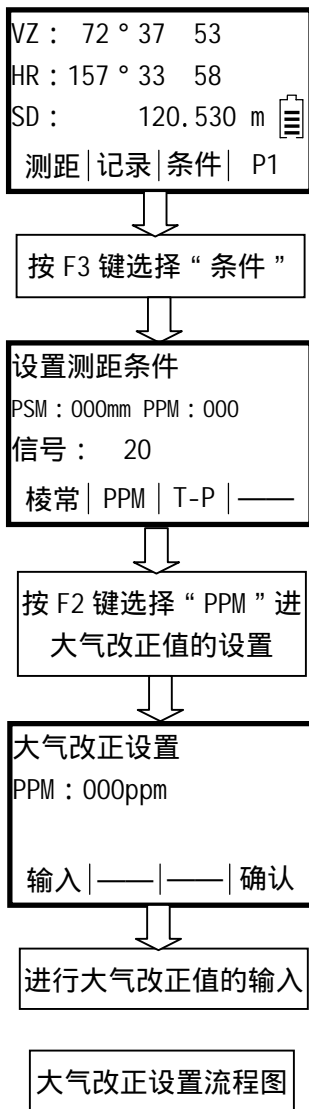 VZ： 72°37 53
HR：157°33 58
SD： 120.530 m
测距|记录|条件| P1
按 F3 键选择“条件”
设置测距条件
PSM：000mm PPM：000
信号： 20
棱常| PPM | T-P |——
按 F2 键选择“PPM”进
大气改正值的设置
大气改正设置
PPM：000ppm
输入|——|——|确认
进行大气改正值的输入
大气改正设置流程图